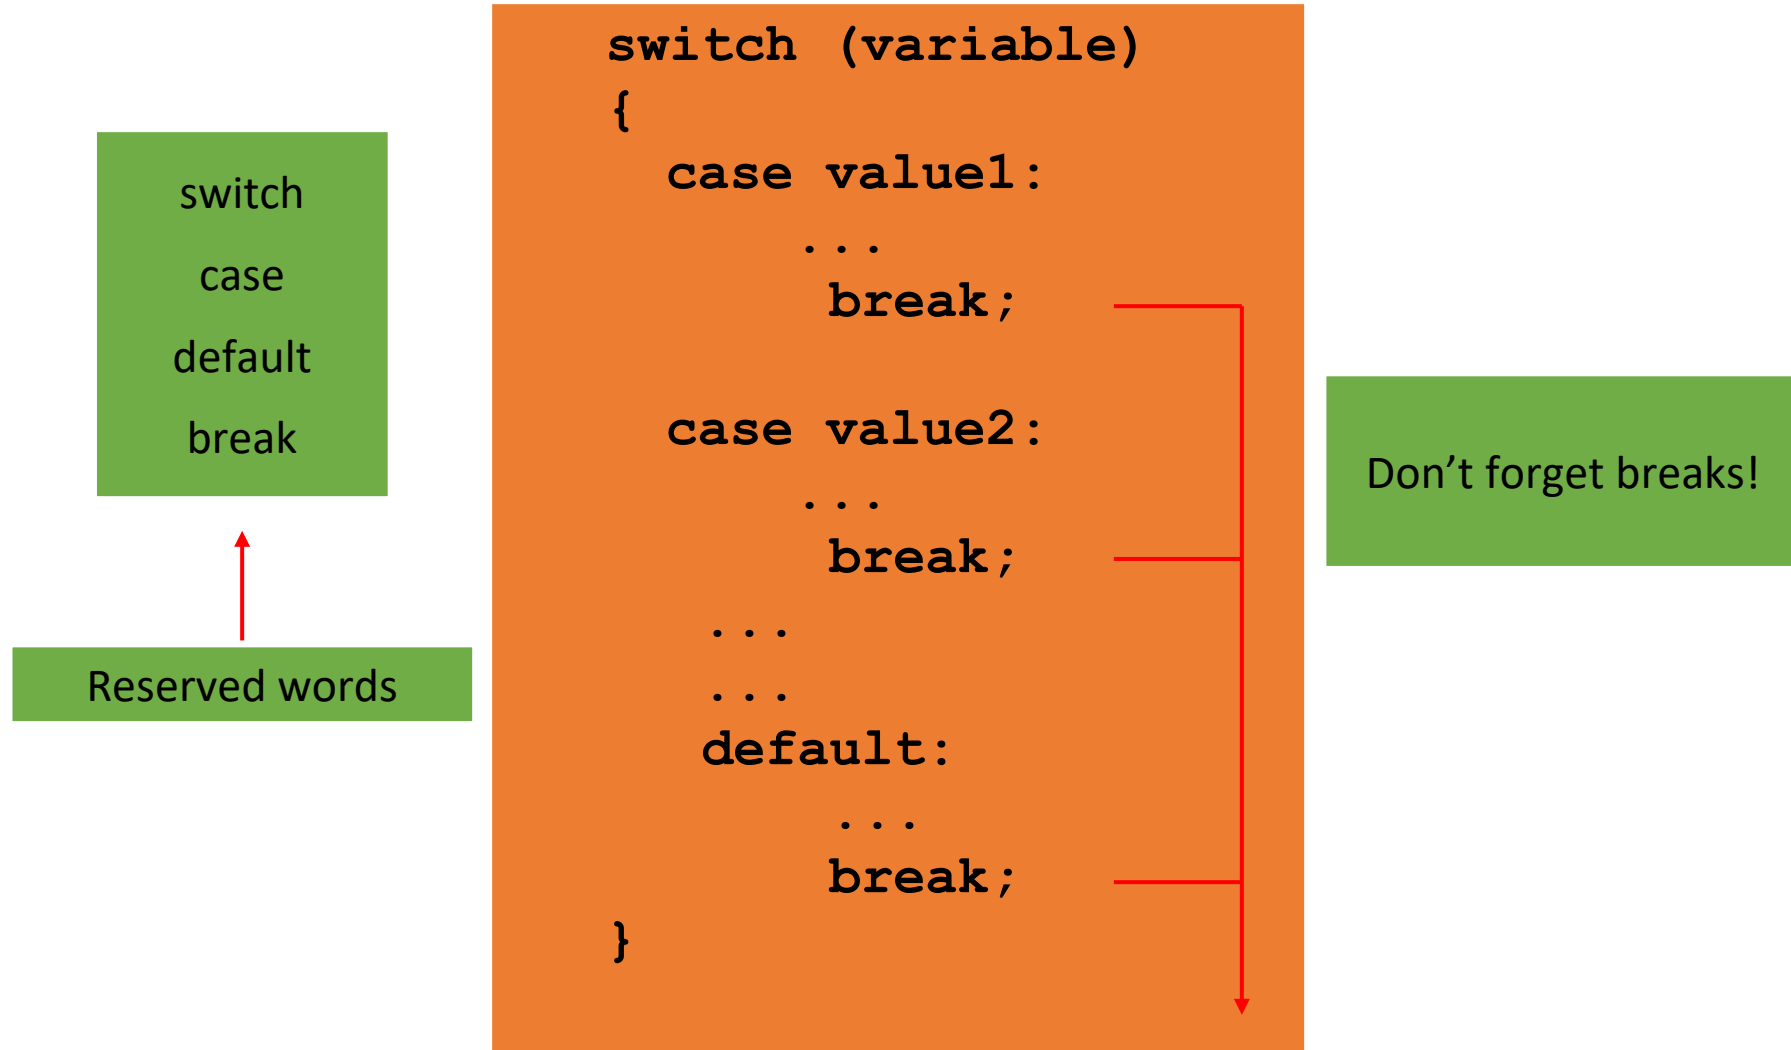 switch
case
default
break
Reserved words
switch (variable)
{
case value1:
...
break;
case value2:
...
break;
...
...
default:
...
break;
}
Don’t forget breaks!